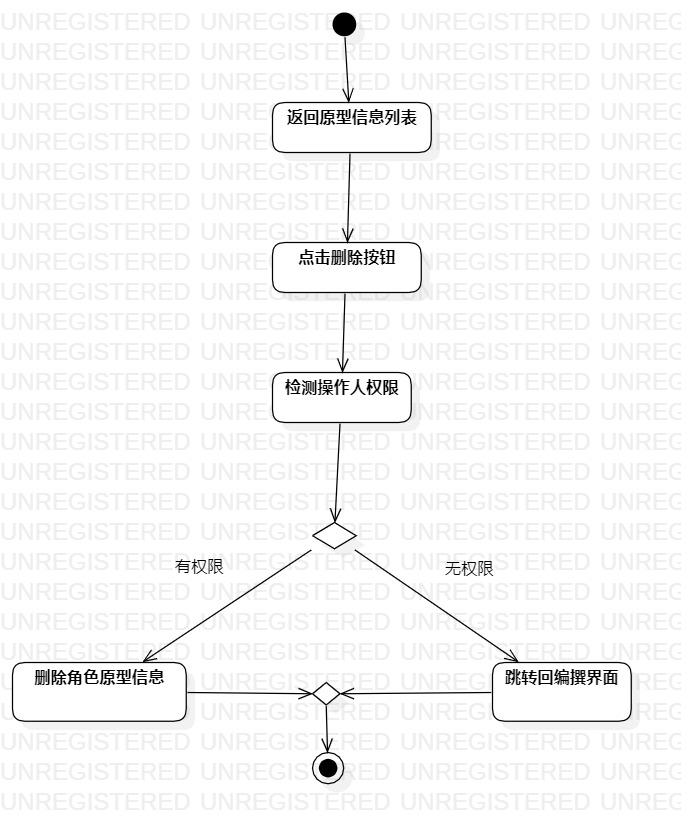 UNREGISTERED UNREGISTERED UNREGISTERED UNREG
返回原型信息列表
点击删除按钮
检测操作人权限
有权限
无权限
删除角色原型信息
跳转回编撰界面